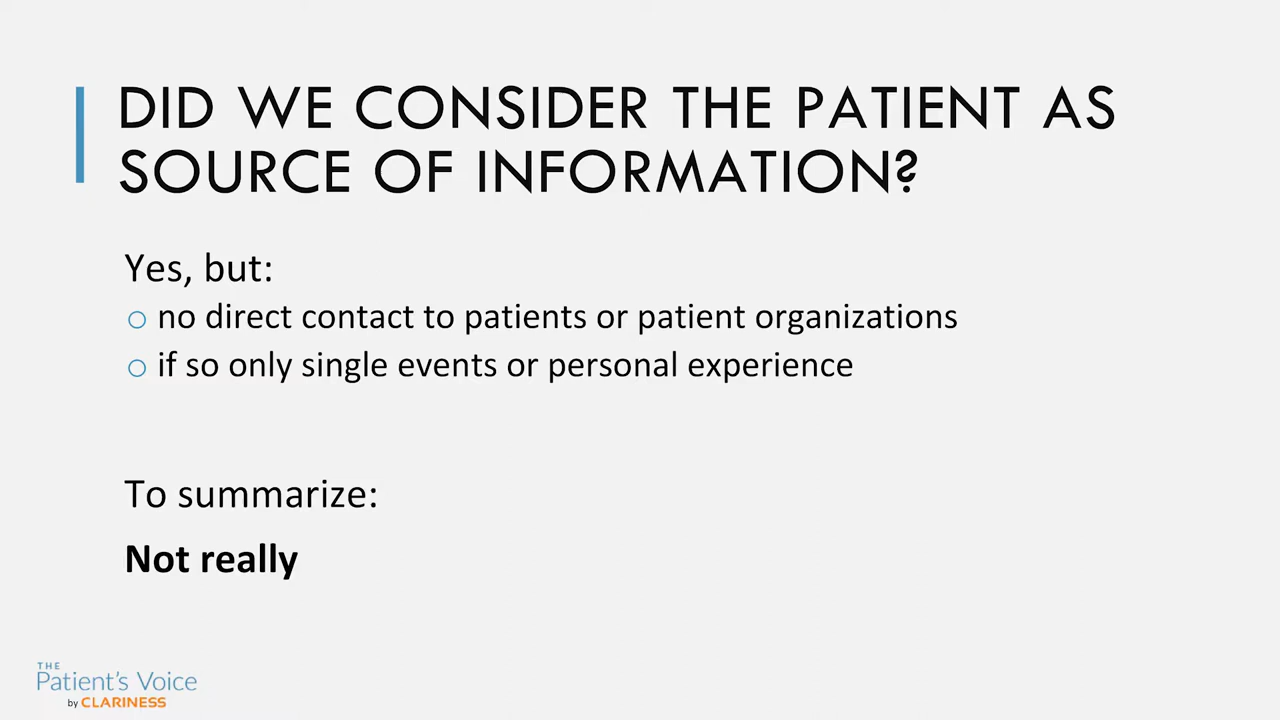 DID WE CONSIDER THE PATIENT AS
SOURCE OF INFORMATION?
Yes, but:
no direct contact to patients or patient organizations
if so only single events or personal experience
To summarize:
Not really
THE
Patient's Voice
by CLARINESS